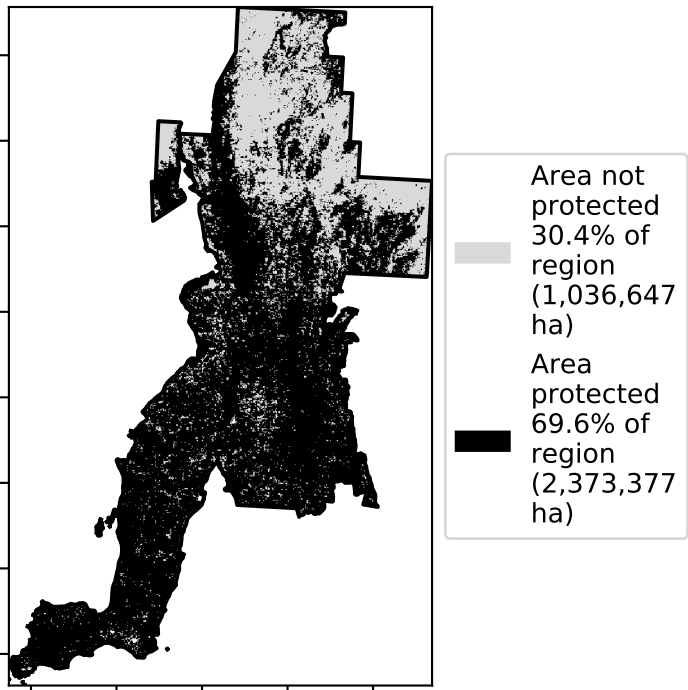 Area not
protected
30.4% of
region
(1,036,647
ha)
Area
protected
69.6% of
region
(2,373,377
ha)